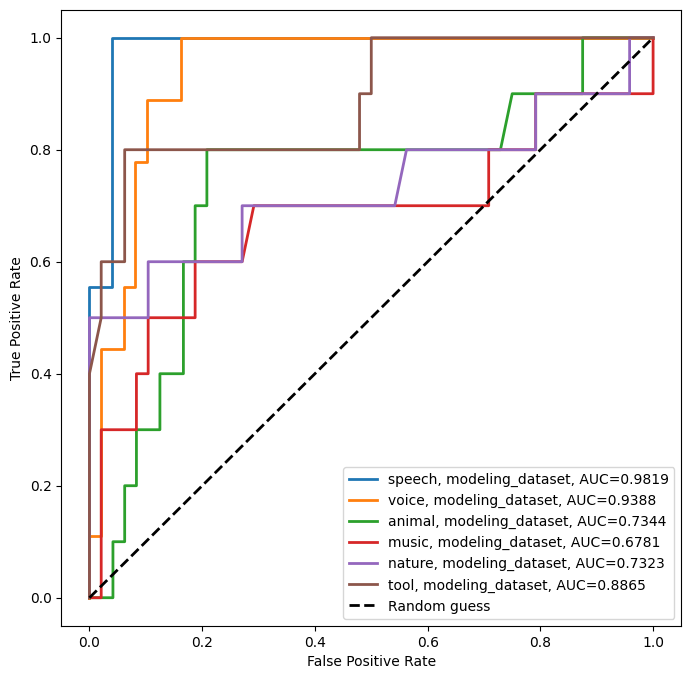 1.0
0.8
0.6
0.4
0.2
0.0
True Positive Rate
0.0 0.2 0.4 0.6 0.8 1.0
False Positive Rate
speech, modeling_dataset, AUC=0.9819
voice, modeling_dataset, AUC=0.9388
animal, modeling_dataset, AUC=0.7344
music, modeling_dataset, AUC=0.6781
nature, modeling_dataset, AUC=0.7323
tool, modeling_dataset, AUC=0.8865
Random guess